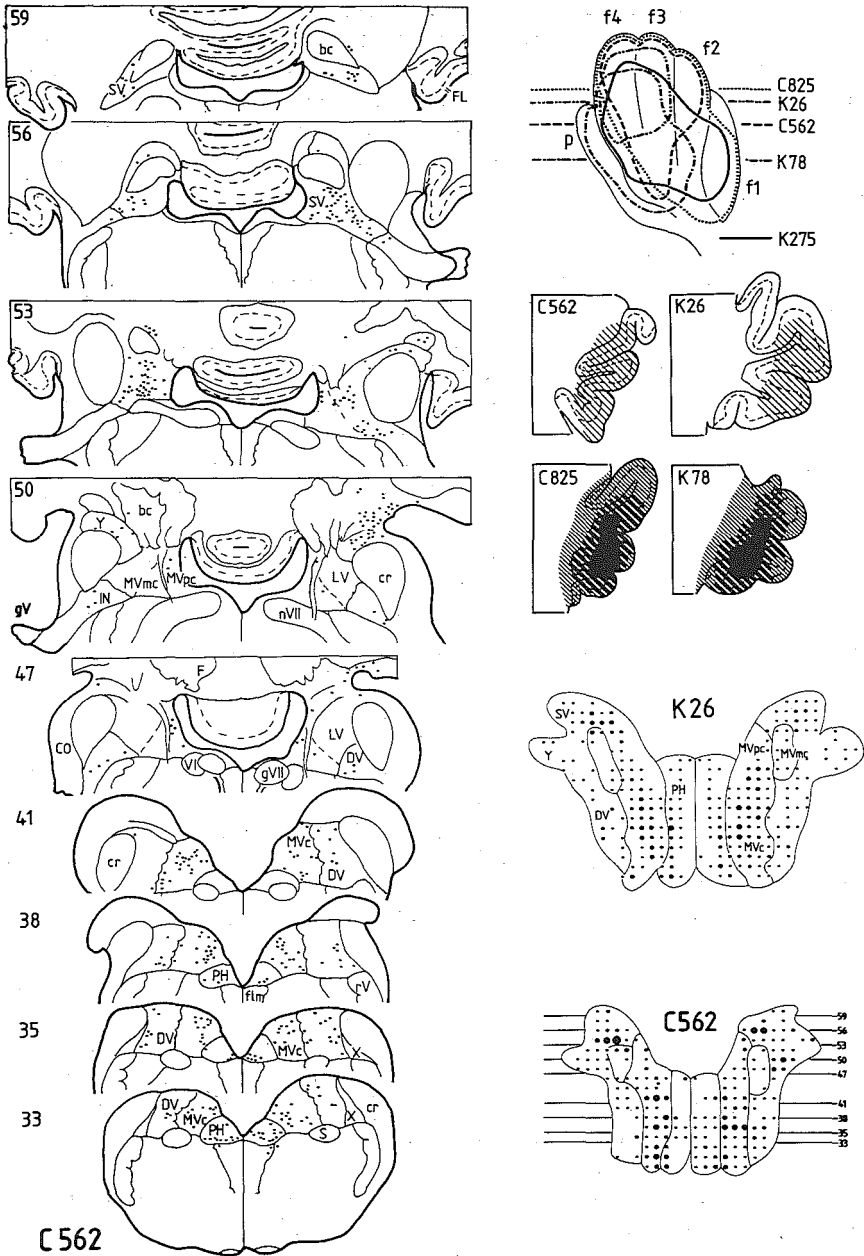 59
bc
SV
FL
56
SV
53
50
Y
bc
MVmc
MVpc
LV
cr
IN
gV
nVII
47
F
CO
VI
gVII
LV
DV
41
cr
MVc
DV
38
PH
flm
rV
35
DV
MVc
X
33
DV
MVc
PH
S
X
cr
C562
f4 f3
f2
p
f1
C825
K26
C562
K78
K275
C562
K26
C825
K78
K26
SV
Y
DV
PH
MVpc
MVmc
MVc
C562
59
56
53
50
47
41
38
35
33